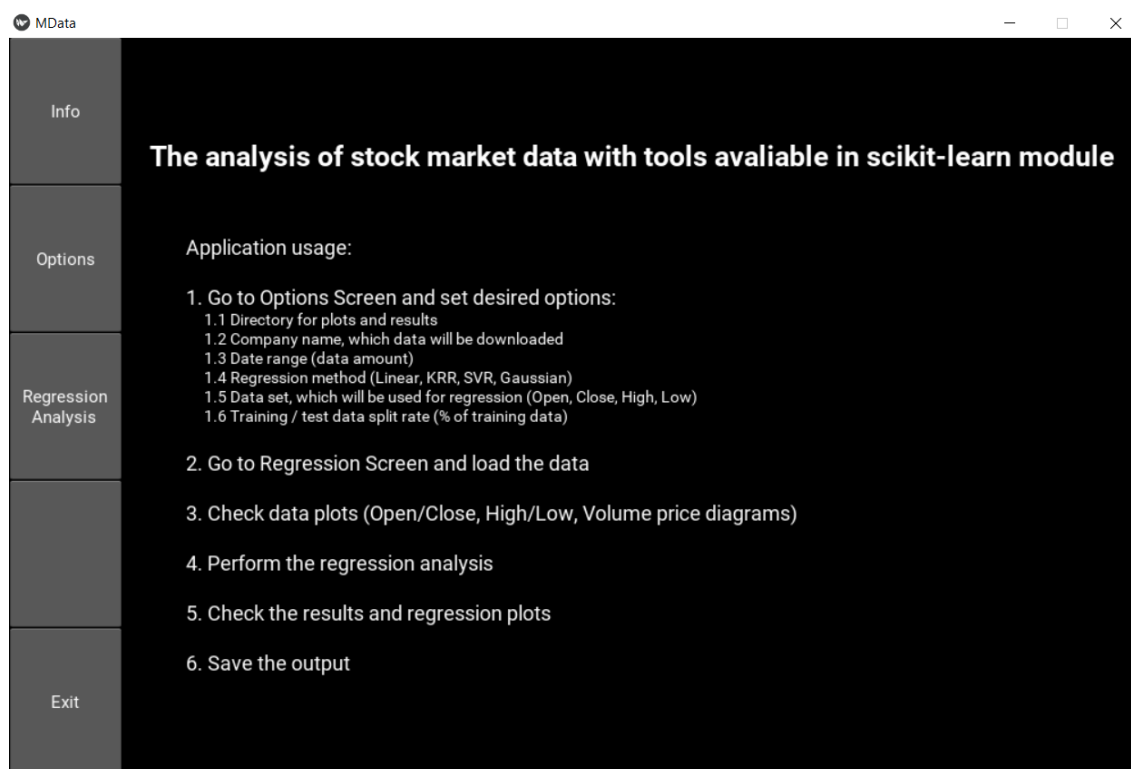 MData
Info
Options
Regression
Analysis
Exit
The analysis of stock market data with tools avaliable in scikit-learn module
Application usage:
1. Go to Options Screen and set desired options:
1.1 Directory for plots and results
1.2 Company name, which data will be downloaded
1.3 Date range (data amount)
1.4 Regression method (Linear, KRR, SVR, Gaussian)
1.5 Data set, which will be used for regression (Open, Close, High, Low)
1.6 Training / test data split rate (% of training data)
2. Go to Regression Screen and load the data
3. Check data plots (Open/Close, High/Low, Volume price diagrams)
4. Perform the regression analysis
5. Check the results and regression plots
6. Save the output